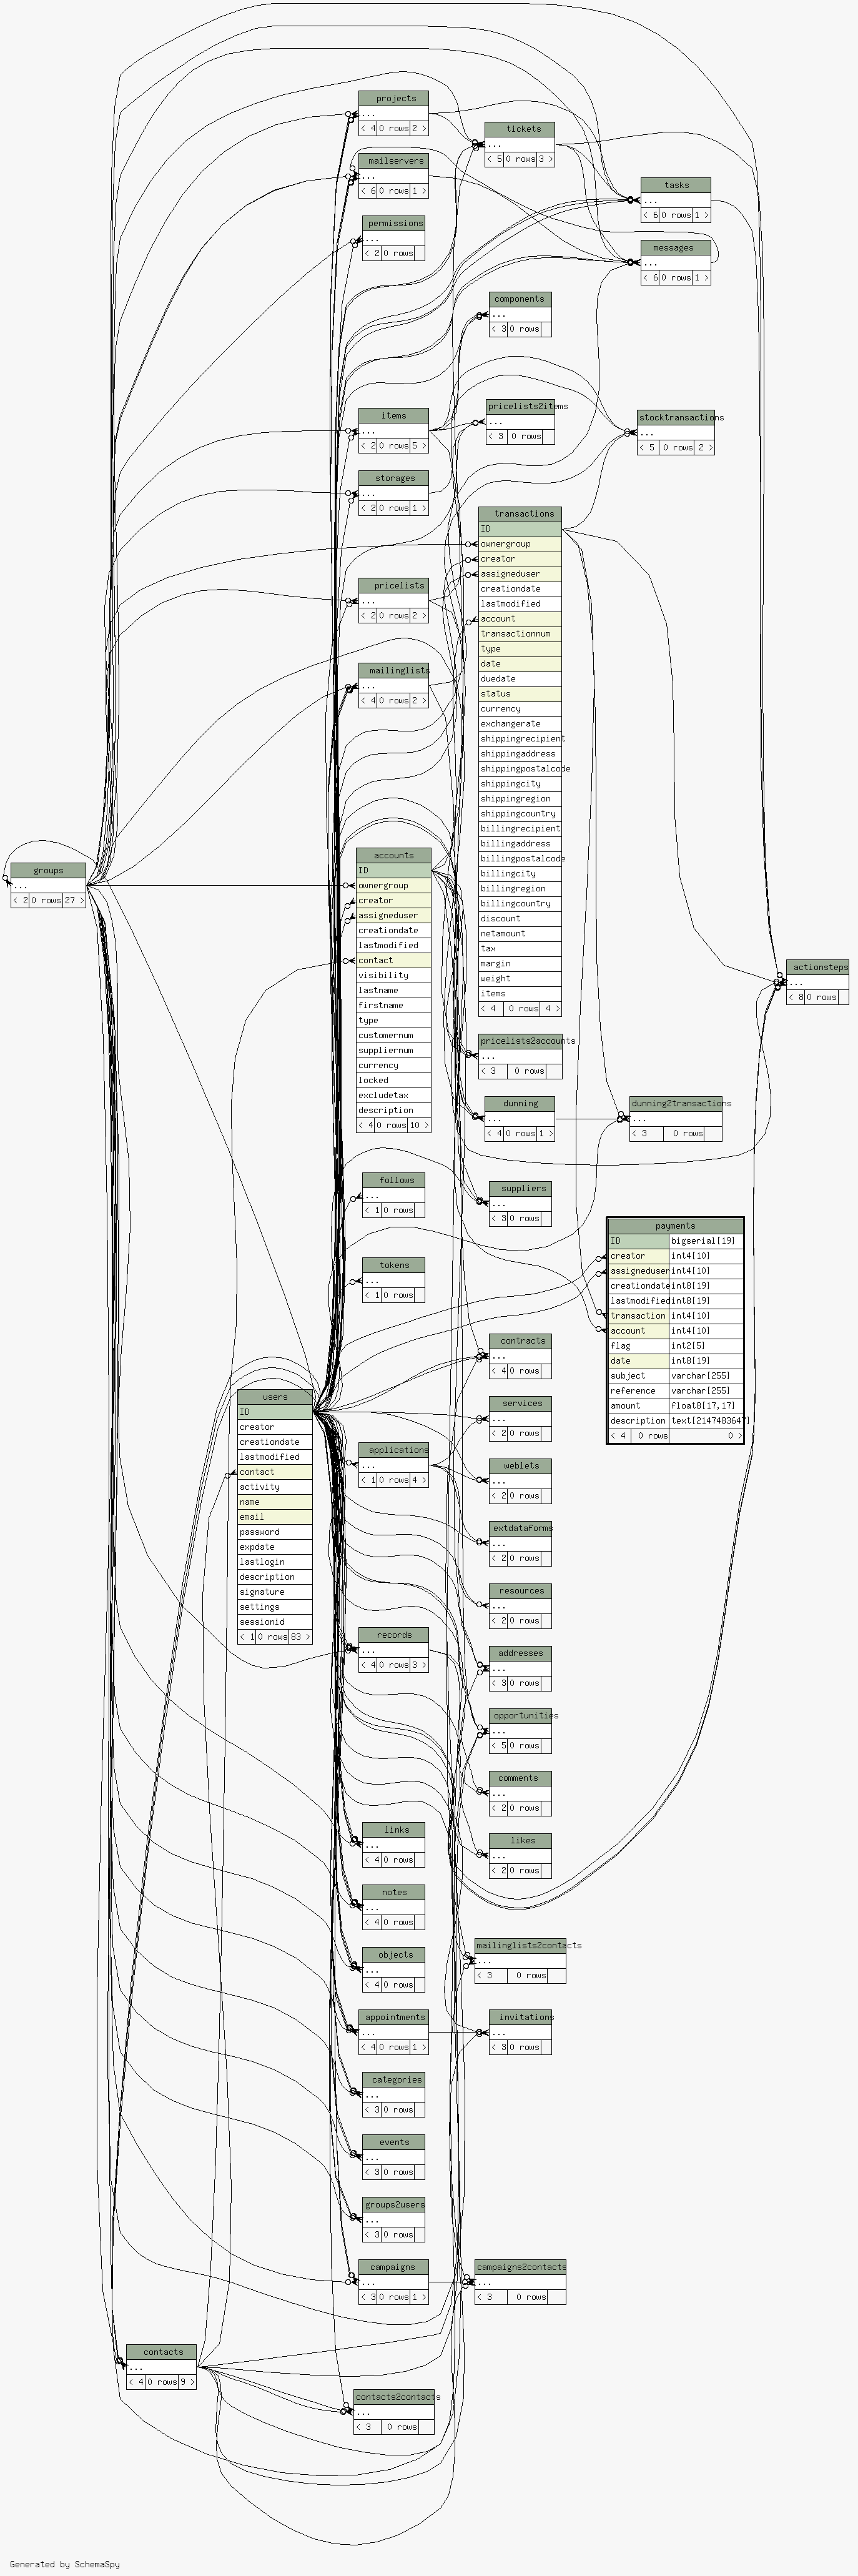 projects
...
< 4 0 rows 2 >
tickets
...
< 5 0 rows 3 >
mailservers
...
< 6 0 rows 1 >
tasks
...
< 6 0 rows 1 >
permissions
...
< 2 0 rows
messages
...
< 6 0 rows 1 >
components
...
< 3 0 rows
pricelists2items
...
< 3 0 rows
items
...
< 2 0 rows 5 >
stocktransactions
...
< 5 0 rows 2 >
storages
...
< 2 0 rows 1 >
transactions
ID
ownergroup
creator
assigneduser
creationdate
lastmodified
account
transactionnum
type
date
duedate
status
currency
exchangerate
shippingrecipient
shippingaddress
shippingpostalcode
shippingcity
shippingregion
shippingcountry
billingrecipient
billingaddress
billingpostalcode
billingcity
billingregion
billingcountry
discount
netamount
tax
margin
weight
items
< 4 0 rows 4 >
pricelists
...
< 2 0 rows 2 >
mailinglists
...
< 4 0 rows 2 >
groups
...
< 2 0 rows 27 >
accounts
ID
ownergroup
creator
assigneduser
creationdate
lastmodified
contact
visibility
lastname
firstname
type
customernum
suppliernum
currency
locked
excludetax
description
< 4 0 rows 10 >
actionsteps
...
< 8 0 rows
pricelists2accounts
...
< 3 0 rows
dunning
...
< 4 0 rows 1 >
dunning2transactions
...
< 3 0 rows
follows
...
< 1 0 rows
suppliers
...
< 3 0 rows
payments
ID bigserial[19]
creator int4[10]
assigneduser int4[10]
creationdate int8[19]
lastmodified int8[19]
transaction int4[10]
account int4[10]
flag int2[5]
date int8[19]
subject varchar[255]
reference varchar[255]
amount float8[17,17]
description text[2147483647]
< 4 0 rows 0 >
tokens
...
< 1 0 rows
contracts
...
< 4 0 rows
users
ID
creator
creationdate
lastmodified
contact
activity
name
email
password
expdate
lastlogin
description
signature
settings
sessionid
< 1 0 rows 83 >
services
...
< 2 0 rows
applications
...
< 1 0 rows 4 >
weblets
...
< 2 0 rows
extdataforms
...
< 2 0 rows
resources
...
< 2 0 rows
records
...
< 4 0 rows 3 >
addresses
...
< 3 0 rows
opportunities
...
< 5 0 rows
comments
...
< 2 0 rows
links
...
< 4 0 rows
likes
...
< 2 0 rows
notes
...
< 4 0 rows
mailinglists2contacts
...
< 3 0 rows
objects
...
< 4 0 rows
appointments
...
< 4 0 rows 1 >
invitations
...
< 3 0 rows
categories
...
< 3 0 rows
events
...
< 3 0 rows
groups2users
...
< 3 0 rows
campaigns
...
< 3 0 rows 1 >
campaigns2contacts
...
< 3 0 rows
contacts
...
< 4 0 rows 9 >
contacts2contacts
...
< 3 0 rows
Generated by SchemaSpy